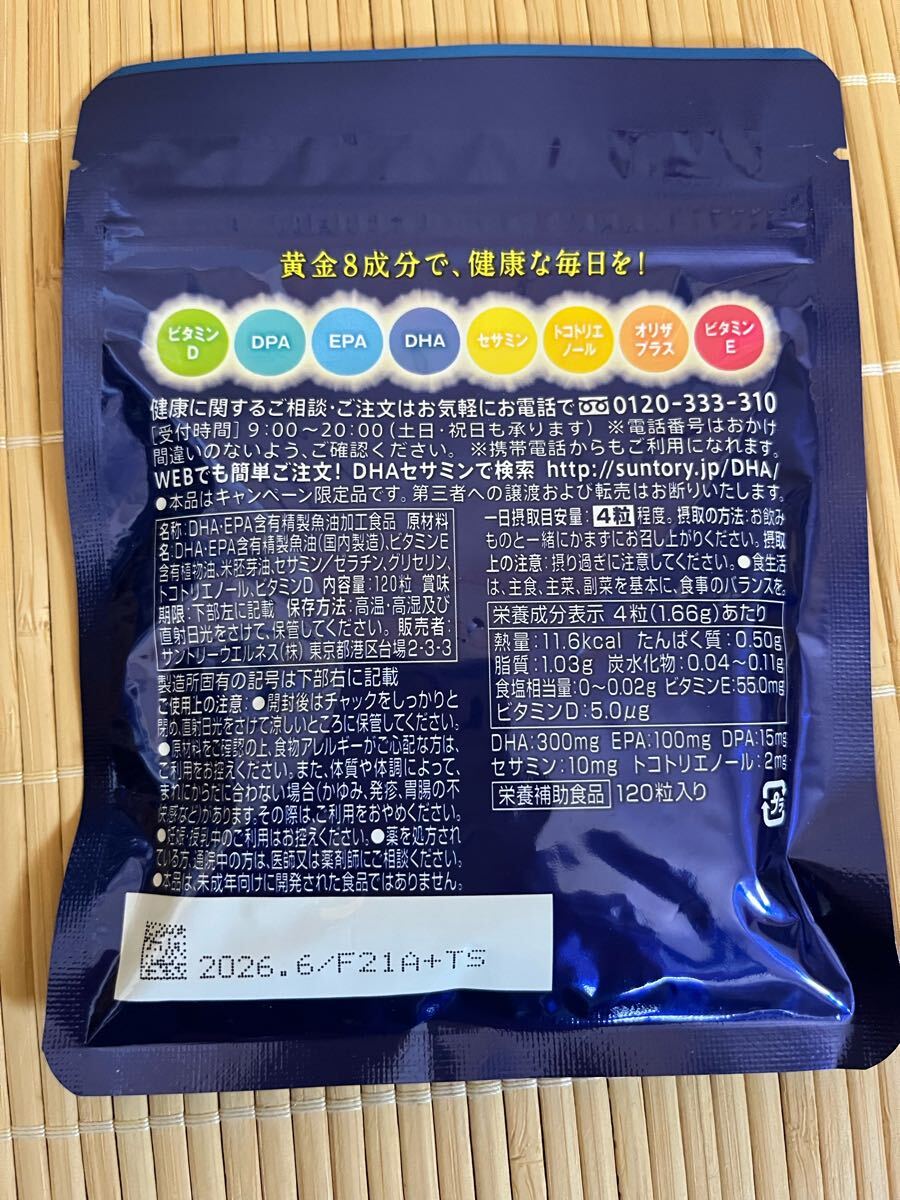 黄金8成分で、健康な毎日を!
ビタミン
D
DPA
EPA
DHA
セサミン
トコトリエ
ノール
オリザ
プラス
ビタミン
E
健康に関するご相談・ご注文はお気軽にお電話で 0120-333-310
[受付時間]9:00~20:00(土日・祝日も承ります) ※電話番号はおかけ
間違いのないよう、ご確認ください。 ※携帯電話からもご利用になれます。
WEBでも簡単ご注文! DHAセサミンで検索 http://suntory.jp/DHA/
●本品はキャンペーン限定品です。第三者への譲渡および転売はお断りいたします。
名称:DHA・EPA含有精製魚油加工食品 原材料
名:DHA・EPA含有精製魚油(国内製造)、ビタミンE
含有植物油、米胚芽油、セサミン/ゼラチン、グリセリン、
トコトリエノール、ビタミンD 内容量:120粒 賞味
期限:下部左に記載 保存方法:高温・高湿及び
直射日光をさけて、保管してください。 販売者:
サントリーウエルネス(株) 東京都港区台場2-3-3
製造所固有の記号は下部右に記載
ご使用上の注意:●開封後はチャックをしっかりと
閉め、直射日光をさけて涼しいところに保管してください。
●原材料をご確認の上、食物アレルギーがご心配な方は、
ご利用をお控えください。また、体質や体調によって、
まれにからだに合わない場合(かゆみ、発疹、胃腸の不
快感など)があります。その際は、ご利用をおやめください。
●妊娠・授乳中のご利用はお控えください。●薬を処方され
ている方、通院中の方は、医師又は薬剤師にご相談ください。
●本品は、未成年向けに開発された食品ではありません。
一日摂取目安量:4粒程度。摂取の方法:お飲み
ものと一緒にかまずにお召し上がりください。摂取
上の注意:摂り過ぎに注意してください。●食生活
は、主食、主菜、副菜を基本に、食事のバランスを。
栄養成分表示 4粒(1.66g)あたり
熱量:11.6kcal たんぱく質:0.50g
脂質:1.03g 炭水化物:0.04~0.11g
食塩相当量:0~0.02g ビタミンE:55.0mg
ビタミンD:5.0μg
DHA:300mg EPA:100mg DPA:15mg
セサミン:10mg トコトリエノール:2mg
栄養補助食品 120粒入り
プラ
2026.6/F21A+TS